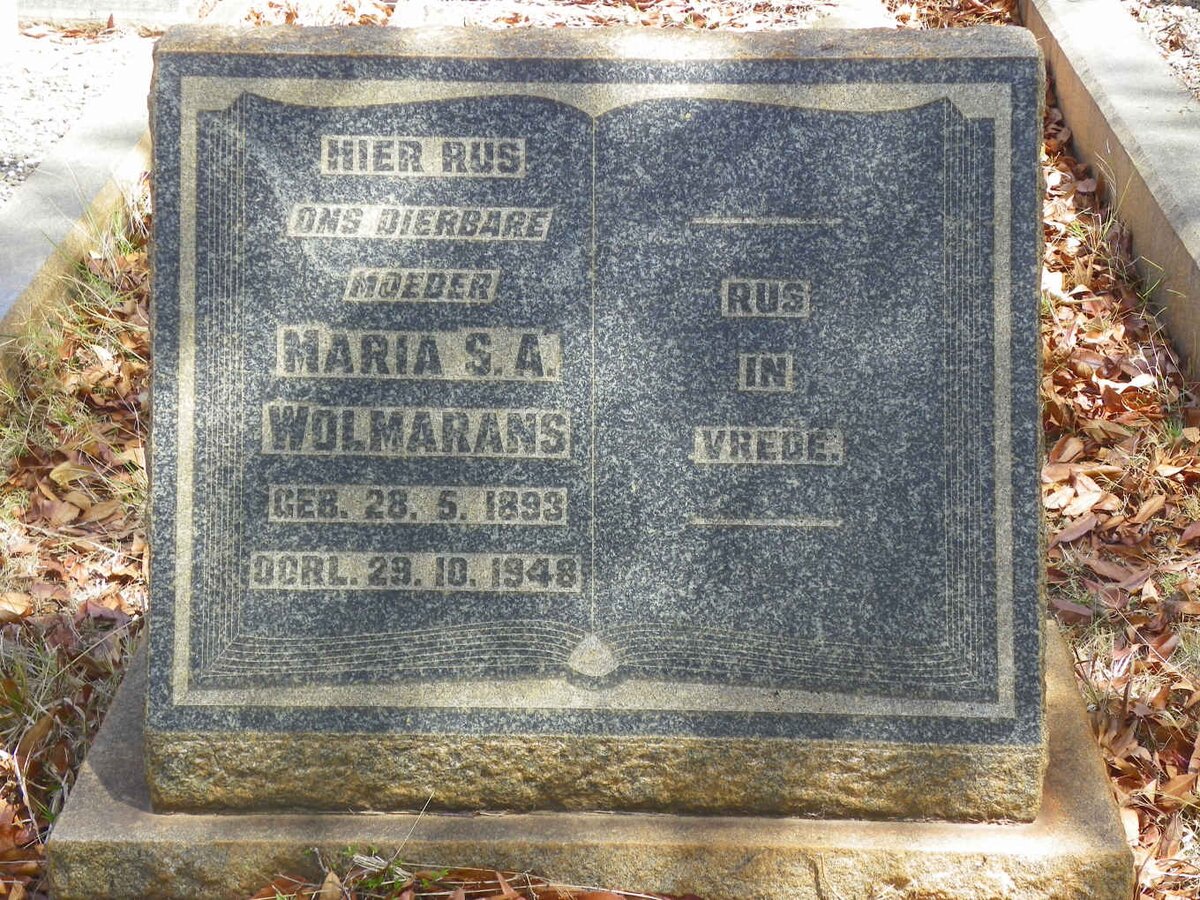 HIER RUS
ONS DIERBARE
MOEDER
MARIA S. A.
WOLMARANS
GEB. 28. 5. 1893
OORL. 29. 10. 1948
RUS
IN
VREDE.